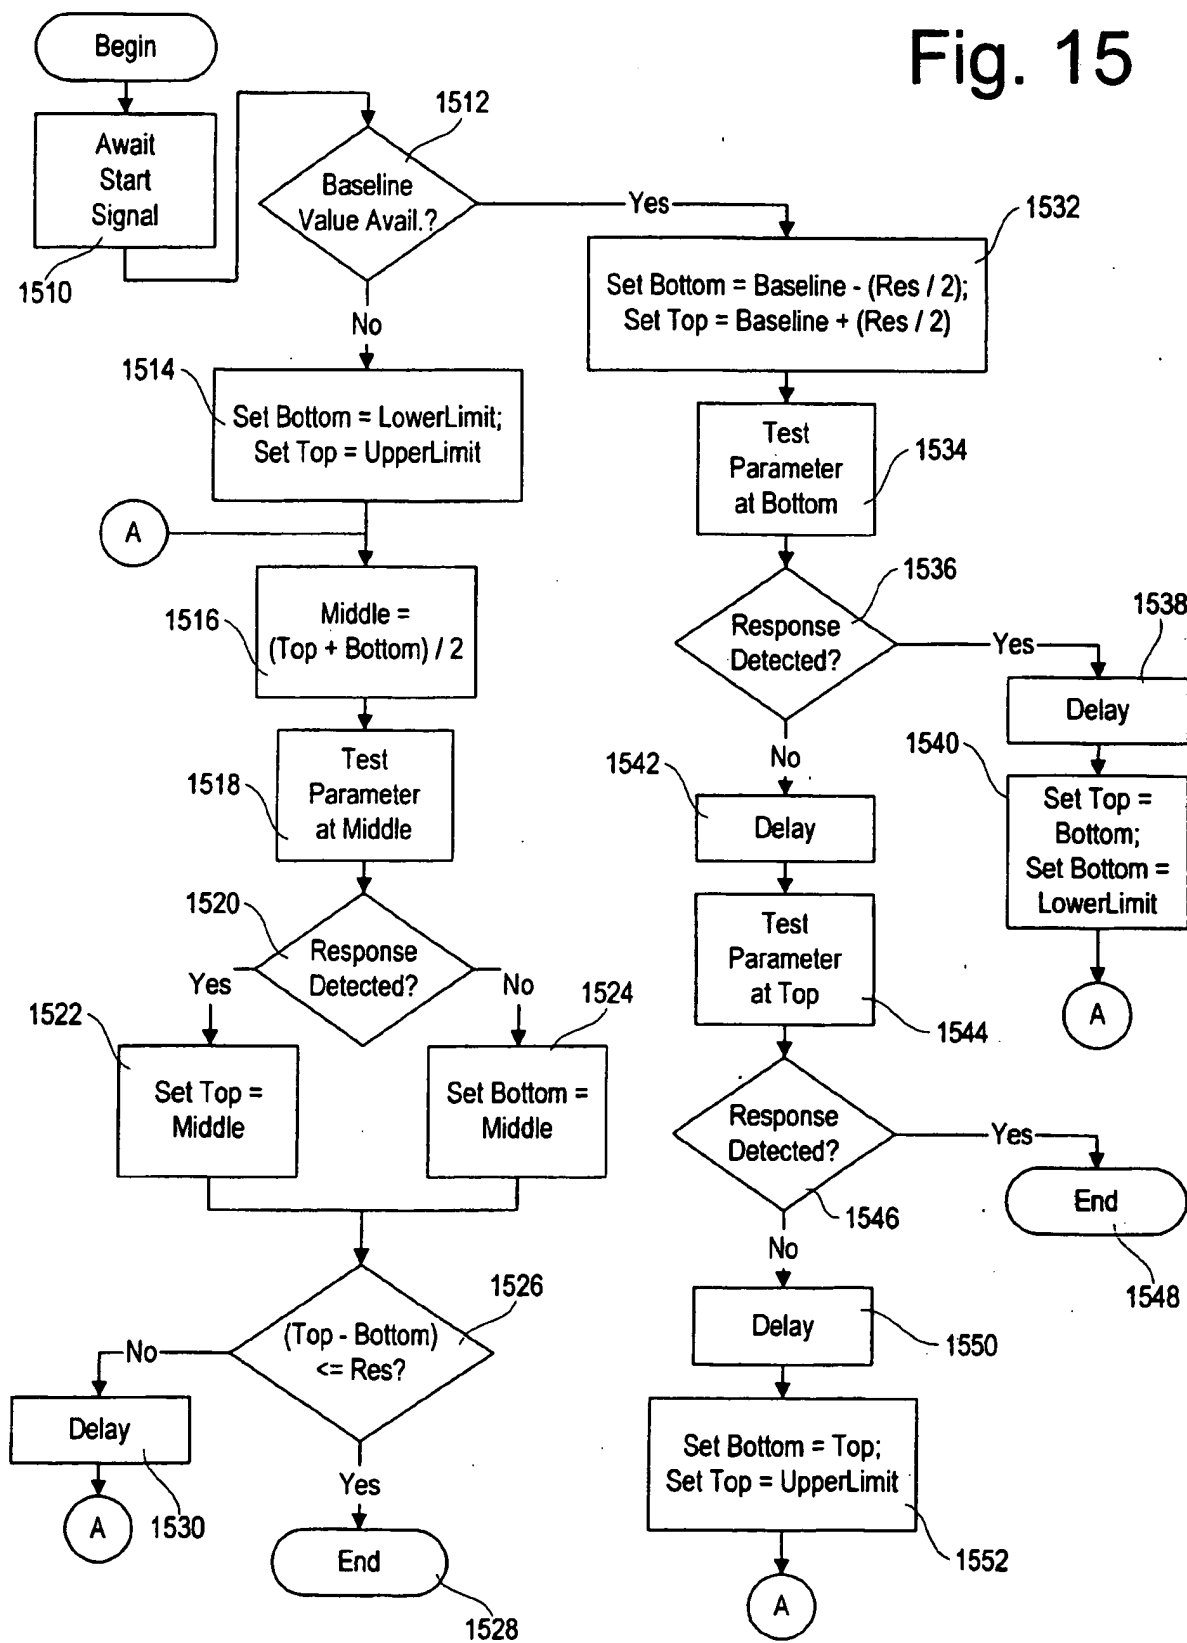 Fig. 15
Begin
Await
Start
Signal
1510
1512
Baseline
Value Avail.?
Yes
No
1532
Set Bottom = Baseline - (Res / 2);
Set Top = Baseline + (Res / 2)
1514
Set Bottom = LowerLimit;
Set Top = UpperLimit
A
1516
Middle =
(Top + Bottom) / 2
1518
Test
Parameter
at Middle
1520
Response
Detected?
Yes
No
1522
Set Top =
Middle
1524
Set Bottom =
Middle
1526
(Top - Bottom)
<= Res?
No
Delay
1530
A
Yes
End
1528
Test
Parameter
at Bottom
1534
1536
Response
Detected?
Yes
1538
Delay
1540
Set Top =
Bottom;
Set Bottom =
LowerLimit
A
No
1542
Delay
Test
Parameter
at Top
1544
Response
Detected?
1546
Yes
End
1548
No
Delay
1550
Set Bottom = Top;
Set Top = UpperLimit
1552
A